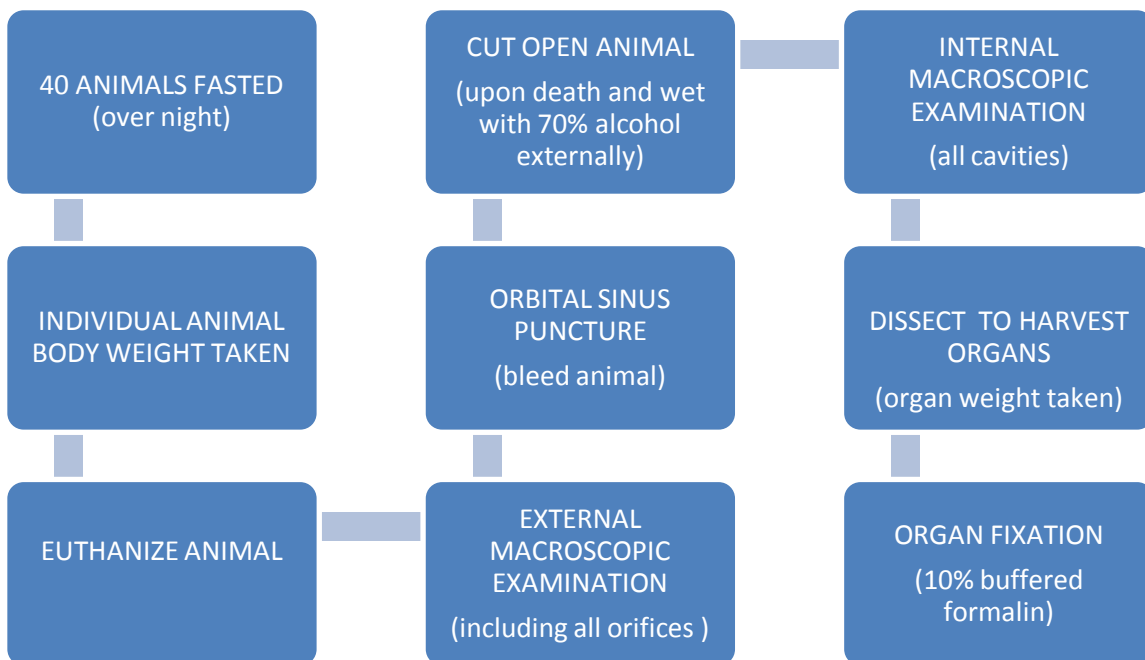 40 ANIMALS FASTED
(over night)
INDIVIDUAL ANIMAL
BODY WEIGHT TAKEN
EUTHANIZE ANIMAL
EXTERNAL
MACROSCOPIC
EXAMINATION
(including all orifices )
ORBITAL SINUS
PUNCTURE
(bleed animal)
CUT OPEN ANIMAL
(upon death and wet
with 70% alcohol
externally)
INTERNAL
MACROSCOPIC
EXAMINATION
(all cavities)
DISSECT  TO HARVEST
ORGANS
(organ weight taken)
ORGAN FIXATION
(10% buffered
formalin)